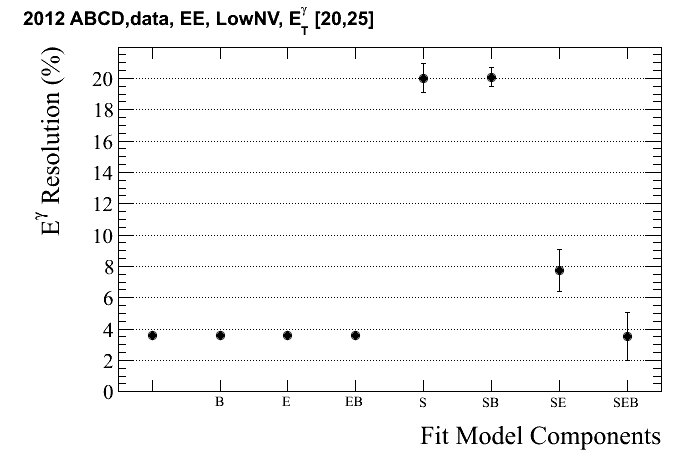 2012 ABCD,data, EE, LowNV, E_T^γ [20,25]
E^γ Resolution (%)
20
18
16
14
12
10
8
6
4
2
0
B E EB S SB SE SEB
Fit Model Components